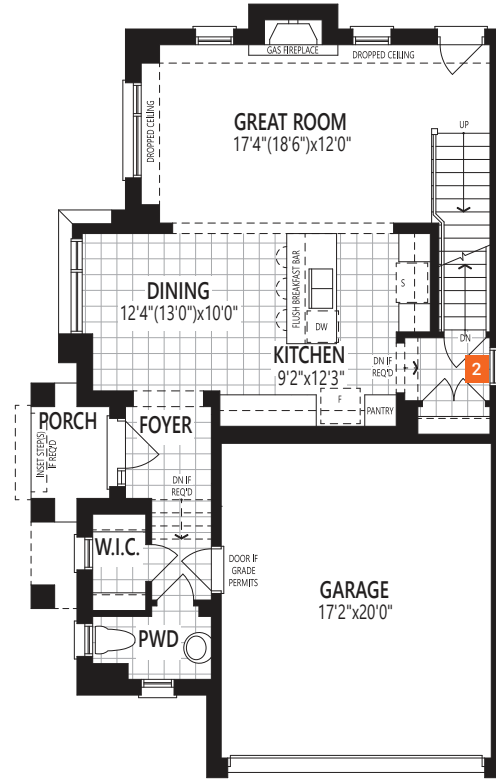 GAS FIREPLACE
DROPPED CEILING
DROPPED CEILING
GREAT ROOM
17'4"(18'6")x12'0"
UP
DINING
12'4"(13'0")x10'0"
FLUSH BREAKFAST BAR
S
DW
KITCHEN
9'2"x12'3"
DN IF
REQ'D
DN
2
F
PANTRY
PORCH
INSET STEP(S)
IF REQ'D
FOYER
DN IF
REQ'D
W.I.C.
DOOR IF
GRADE
PERMITS
GARAGE
17'2"x20'0"
PWD